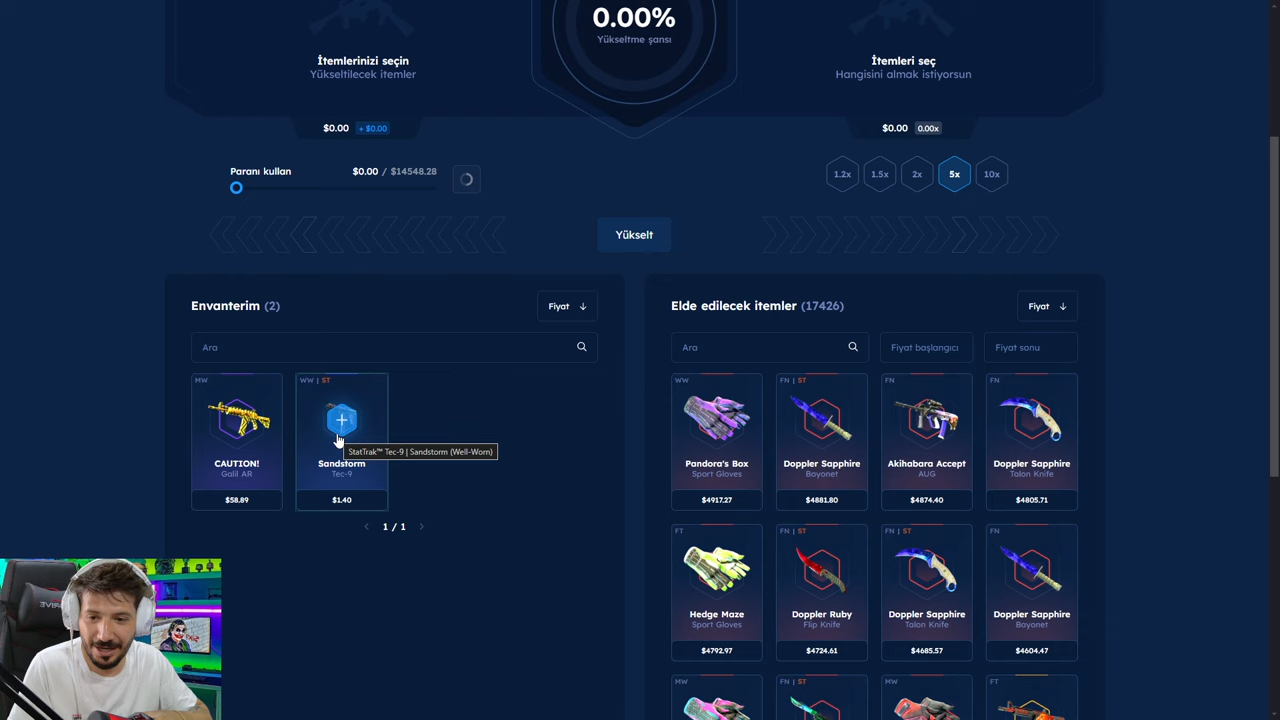 0.00%
Yükseltme şansı
İtemlerinizi seçin
Yükseltilecek itemler
İtemleri seç
Hangisini almak istiyorsun
$0.00 + $0.00
$0.00 0.00x
Paranı kullan $0.00 / $14548.28
1.2x 1.5x 2x 5x 10x
Yükselt
Envanterim (2)
Fiyat
Ara
MW
CAUTION!
Galil AR
$58.89
WW | ST
Sandstorm
Tec-9
$1.40
StatTrak™ Tec-9 | Sandstorm (Well-Worn)
1 / 1
Elde edilecek itemler (17426)
Fiyat
Ara
Fiyat başlangıcı
Fiyat sonu
WW
Pandora's Box
Sport Gloves
$4917.27
FN | ST
Doppler Sapphire
Bayonet
$4881.80
FN
Akihabara Accept
AUG
$4874.40
FN
Doppler Sapphire
Talon Knife
$4805.71
FT
Hedge Maze
Sport Gloves
$4792.97
FN | ST
Doppler Ruby
Flip Knife
$4724.61
FN | ST
Doppler Sapphire
Talon Knife
$4685.57
FN
Doppler Sapphire
Bayonet
$4604.47
MW
FN | ST
MW
FT